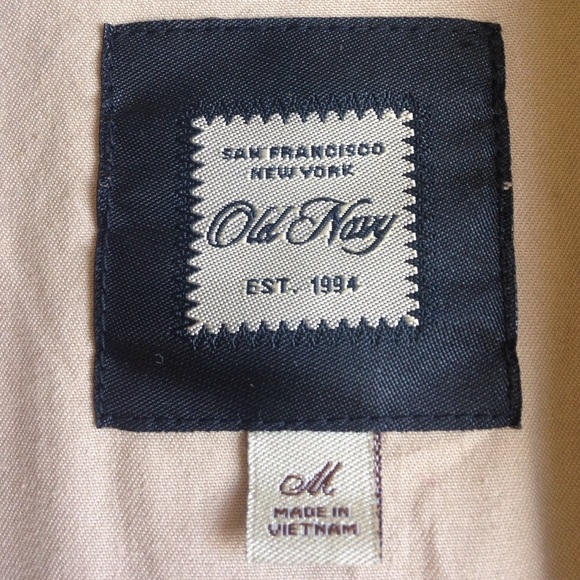 SAN FRANCISCO
NEW YORK
Old Navy
EST. 1994
M
MADE IN
VIETNAM